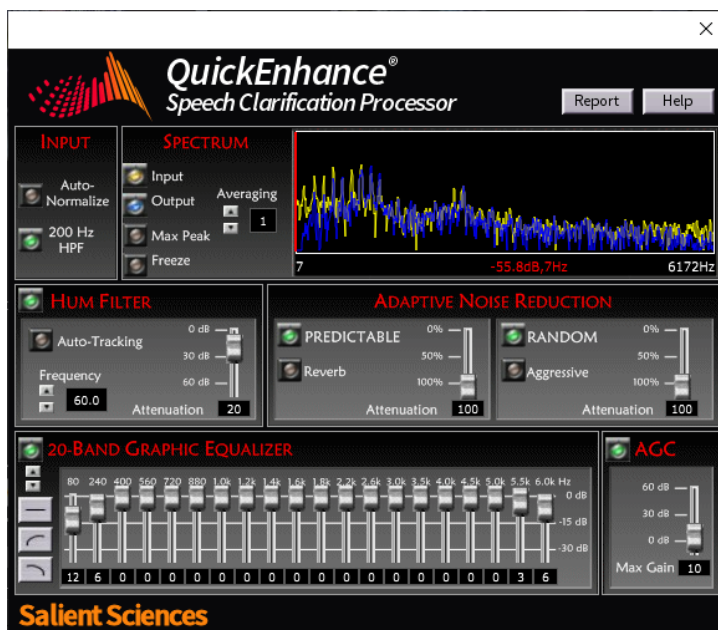 QuickEnhance®
Speech Clarification Processor
Report
Help
INPUT
Auto-
Normalize
200 Hz
HPF
SPECTRUM
Input
Output
Max Peak
Freeze
Averaging
1
7
-55.8dB,7Hz
6172Hz
HUM FILTER
Auto-Tracking
Frequency
60.0
0 dB
30 dB
60 dB
Attenuation 20
ADAPTIVE NOISE REDUCTION
PREDICTABLE
Reverb
0%
50%
100%
Attenuation 100
RANDOM
Aggressive
0%
50%
100%
Attenuation 100
20-BAND GRAPHIC EQUALIZER
80 240 400 560 720 880 1.0k 1.2k 1.4k 1.6k 1.8k 2.2k 2.6k 3.0k 3.5k 4.0k 4.5k 5.0k 5.5k 6.0k Hz
0 dB
-15 dB
-30 dB
12 6 0 0 0 0 0 0 0 0 0 0 0 0 0 0 0 0 3 6
AGC
60 dB
30 dB
0 dB
Max Gain 10
Salient Sciences